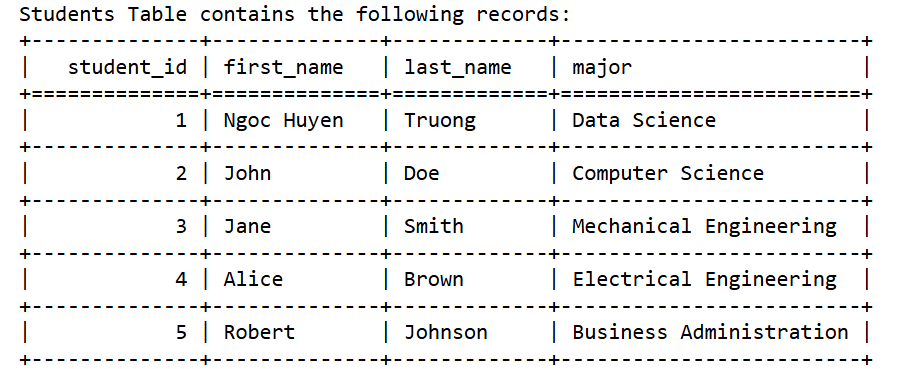 Students Table contains the following records:
+--------------+--------------+-------------+-------------------------+
|   student_id | first_name   | last_name   | major                   |
+==============+==============+=============+=========================+
|            1 | Ngoc Huyen   | Truong      | Data Science            |
+--------------+--------------+-------------+-------------------------+
|            2 | John         | Doe         | Computer Science        |
+--------------+--------------+-------------+-------------------------+
|            3 | Jane         | Smith       | Mechanical Engineering  |
+--------------+--------------+-------------+-------------------------+
|            4 | Alice        | Brown       | Electrical Engineering  |
+--------------+--------------+-------------+-------------------------+
|            5 | Robert       | Johnson     | Business Administration |
+--------------+--------------+-------------+-------------------------+